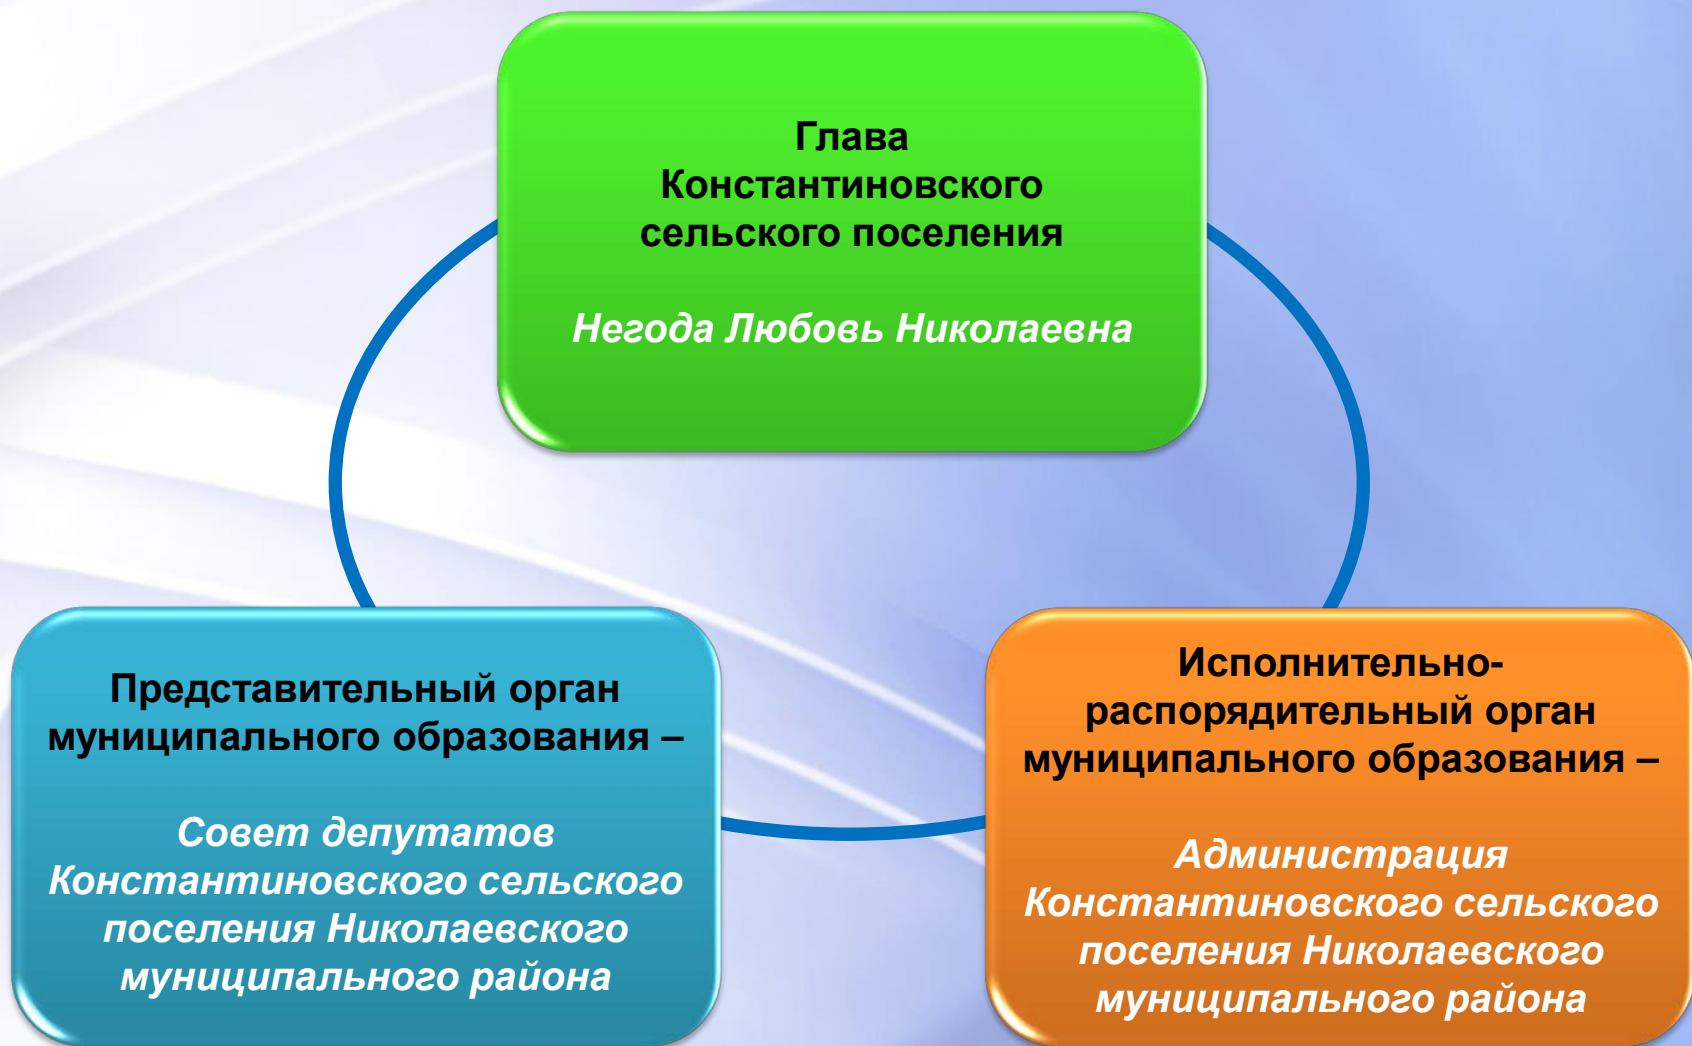 Глава
Константиновского
сельского поселения
Негода Любовь Николаевна
Представительный орган
муниципального образования –
Совет депутатов
Константиновского сельского
поселения Николаевского
муниципального района
Исполнительно-
распорядительный орган
муниципального образования –
Администрация
Константиновского сельского
поселения Николаевского
муниципального района